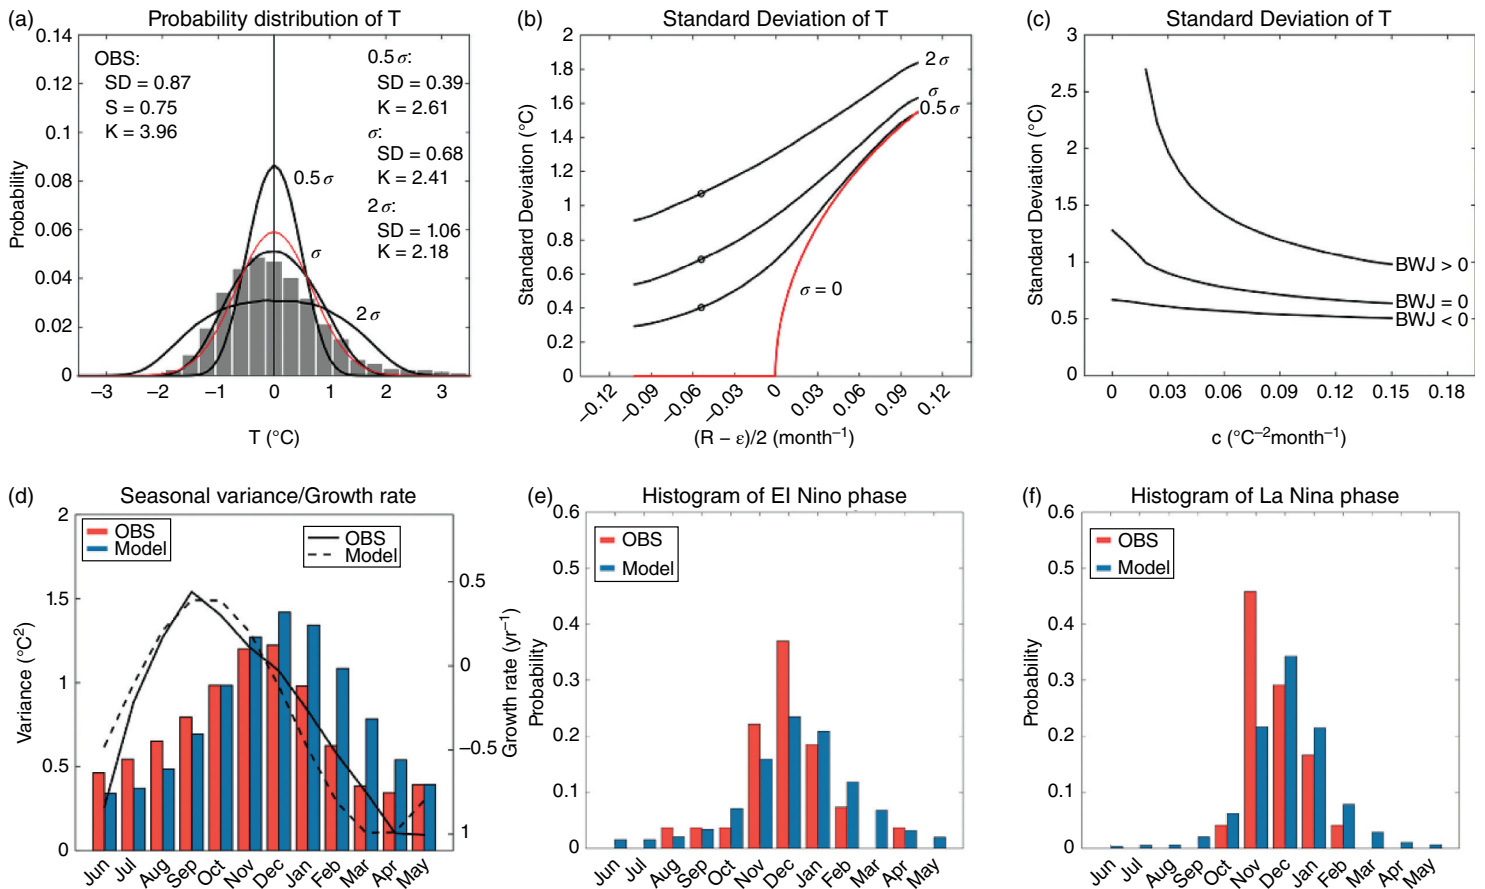 (a) Probability distribution of T
0.14
0.12
0.1
0.08
0.06
0.04
0.02
0
Probability
OBS:
SD = 0.87
S = 0.75
K = 3.96
0.5 σ:
SD = 0.39
K = 2.61
σ:
SD = 0.68
K = 2.41
2 σ:
SD = 1.06
K = 2.18
0.5 σ
σ
2 σ
−3 −2 −1 0 1 2 3
T (°C)
(b) Standard Deviation of T
2
1.8
1.6
1.4
1.2
1
0.8
0.6
0.4
0.2
0
Standard Deviation (°C)
2 σ
σ
0.5 σ
σ = 0
−0.12 −0.09 −0.06 −0.03 0 0.03 0.06 0.09 0.12
(R − ε)/2 (month⁻¹)
(c) Standard Deviation of T
3
2.5
2
1.5
1
0.5
0
Standard Deviation (°C)
BWJ > 0
BWJ = 0
BWJ < 0
0 0.03 0.06 0.09 0.12 0.15 0.18
c (°C⁻²month⁻¹)
(d) Seasonal variance/Growth rate
2
1.5
1
0.5
0
Variance (°C²)
OBS
Model
OBS
Model
0.5
0
−0.5
1
Growth rate (yr⁻¹)
Jun Jul Aug Sep Oct Nov Dec Jan Feb Mar Apr May
(e) Histogram of El Nino phase
0.6
0.5
0.4
0.3
0.2
0.1
0
Probability
OBS
Model
Jun Jul Aug Sep Oct Nov Dec Jan Feb Mar Apr May
(f) Histogram of La Nina phase
0.6
0.5
0.4
0.3
0.2
0.1
0
Probability
OBS
Model
Jun Jul Aug Sep Oct Nov Dec Jan Feb Mar Apr May